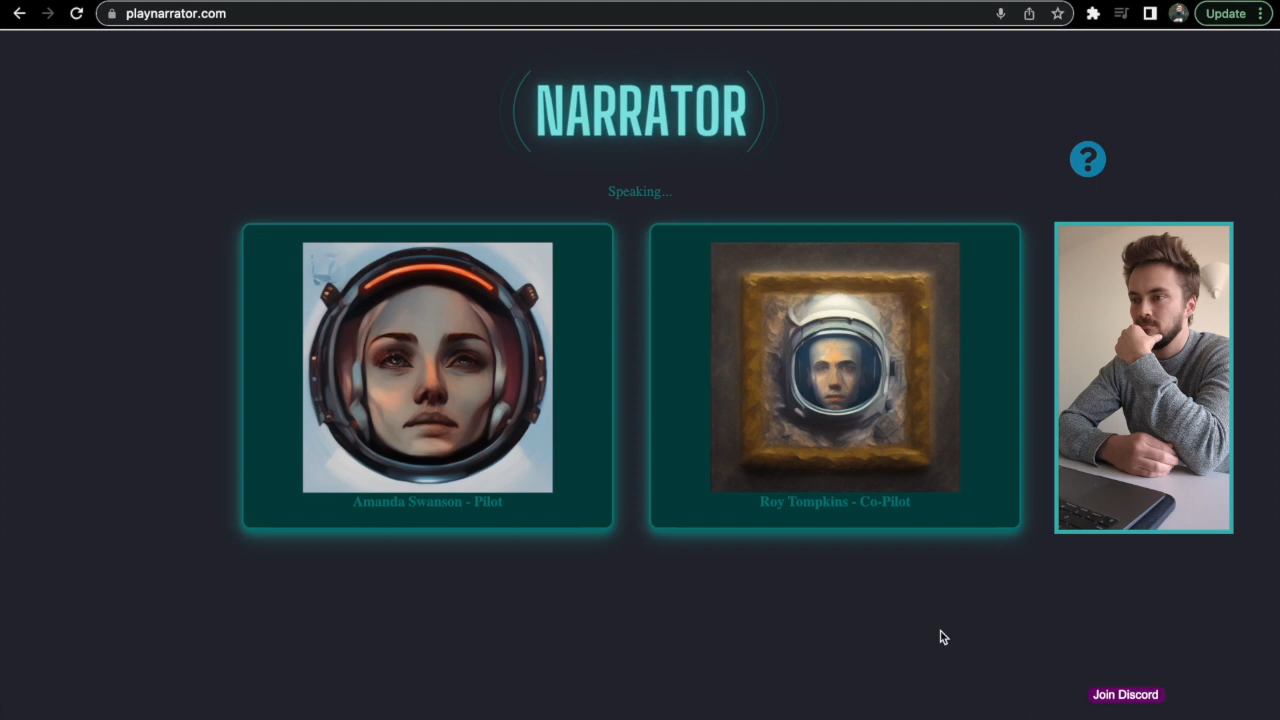 playnarrator.com
Update
NARRATOR
Speaking...
Amanda Swanson - Pilot
Roy Tompkins - Co-Pilot
Join Discord